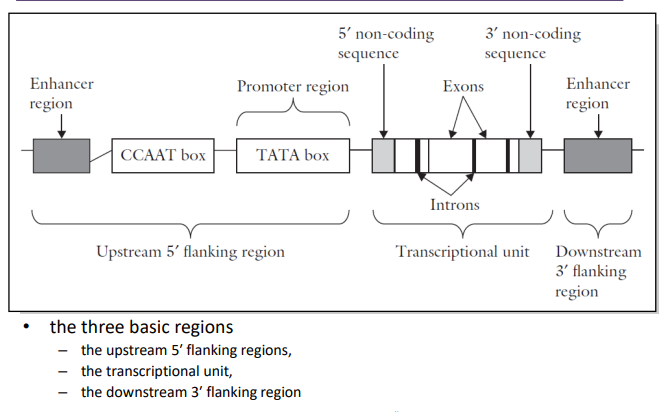 5′ non-coding
sequence
3′ non-coding
sequence
Enhancer
region
Promoter region
Exons
Enhancer
region
CCAAT box
TATA box
Introns
Upstream 5′ flanking region
Transcriptional unit
Downstream
3′ flanking
region
• the three basic regions
– the upstream 5′ flanking regions,
– the transcriptional unit,
– the downstream 3′ flanking region